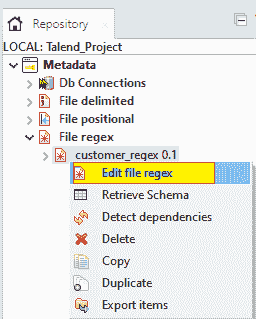 Repository
LOCAL: Talend_Project
Metadata
Db Connections
File delimited
File positional
File regex
customer_regex 0.1
Edit file regex
Retrieve Schema
Detect dependencies
Delete
Copy
Duplicate
Export items